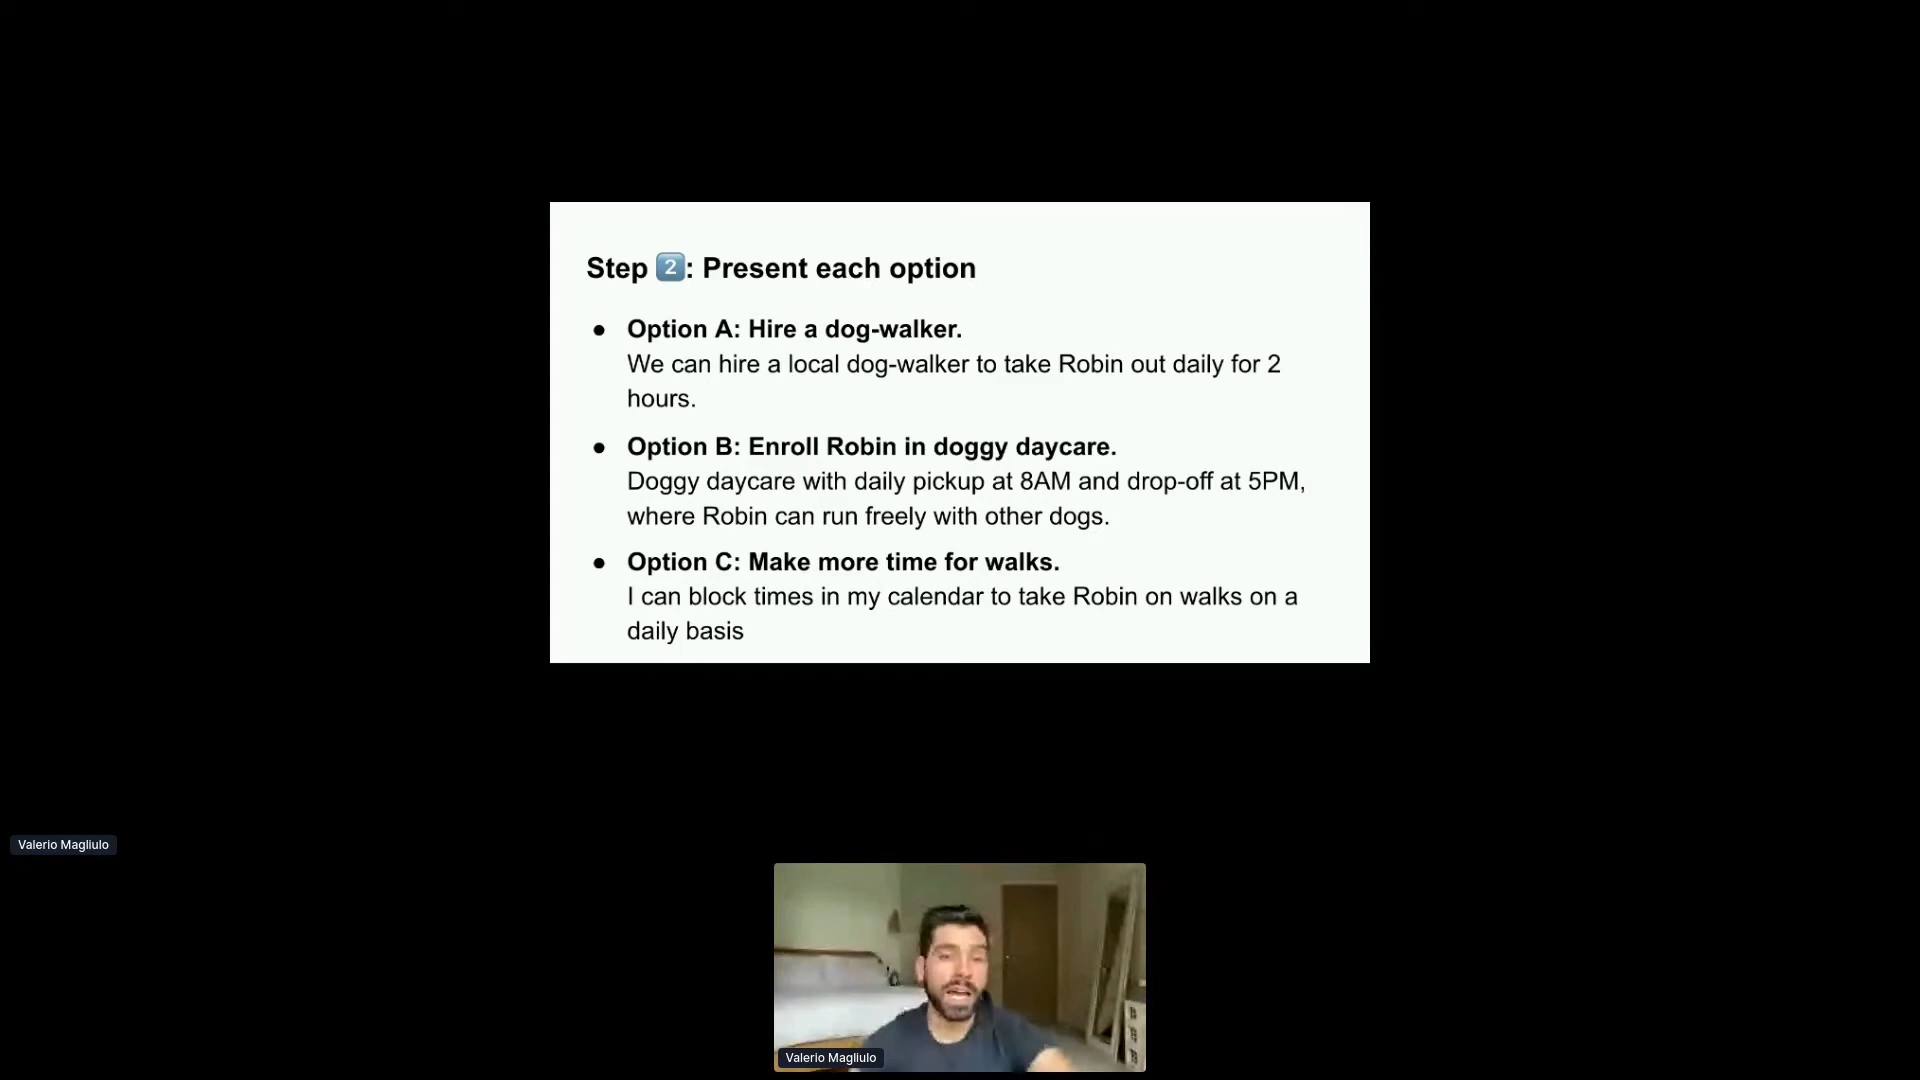 Step 2️⃣: Present each option
● Option A: Hire a dog-walker.
We can hire a local dog-walker to take Robin out daily for 2
hours.
● Option B: Enroll Robin in doggy daycare.
Doggy daycare with daily pickup at 8AM and drop-off at 5PM,
where Robin can run freely with other dogs.
● Option C: Make more time for walks.
I can block times in my calendar to take Robin on walks on a
daily basis
Valerio Magliulo
Valerio Magliulo